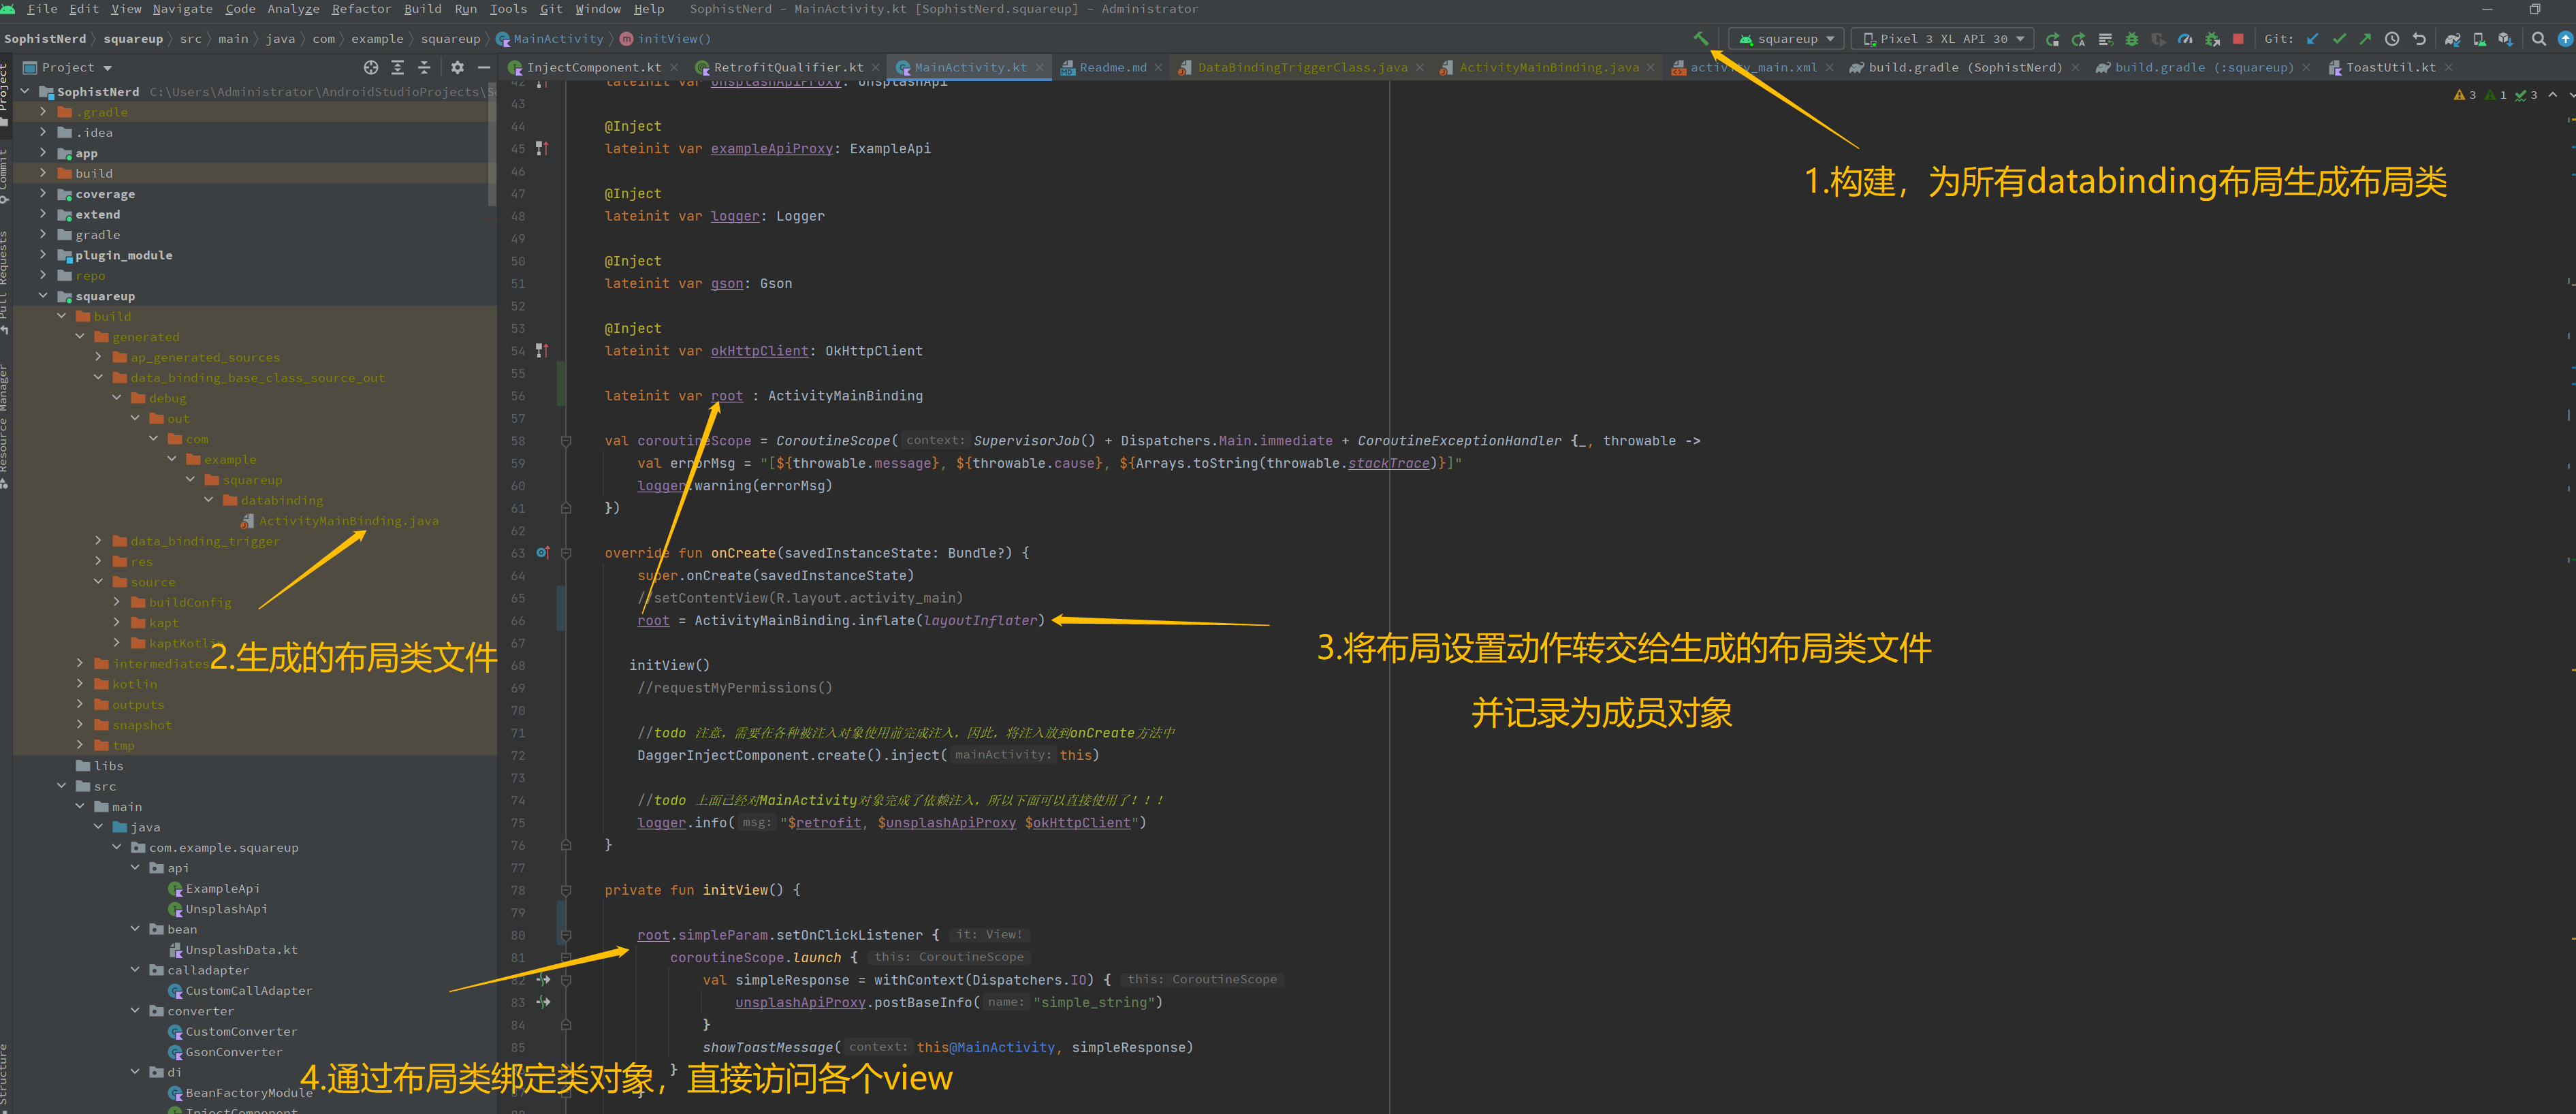 File Edit View Navigate Code Analyze Refactor Build Run Tools Git Window Help SophistNerd - MainActivity.kt [SophistNerd.squareup] - Administrator
SophistNerd squareup src main java com example squareup MainActivity initView()
squareup Pixel 3 XL API 30 Git:
Project
InjectComponent.kt RetrofitQualifier.kt MainActivity.kt Readme.md DataBindingTriggerClass.java ActivityMainBinding.java activity_main.xml build.gradle (SophistNerd) build.gradle (:squareup) ToastUtil.kt
Project
Commit
Pull Requests
Resource Manager
Structure
SophistNerd C:\Users\Administrator\AndroidStudioProjects\
.gradle
.idea
app
build
coverage
extend
gradle
plugin_module
repo
squareup
build
generated
ap_generated_sources
data_binding_base_class_source_out
debug
out
com
example
squareup
databinding
ActivityMainBinding.java
data_binding_trigger
res
source
buildConfig
kapt
kaptKotlin
intermediates
kotlin
outputs
snapshot
tmp
libs
src
main
java
com.example.squareup
api
ExampleApi
UnsplashApi
bean
UnsplashData.kt
calladapter
CustomCallAdapter
converter
CustomConverter
GsonConverter
di
BeanFactoryModule
InjectComponent
3 1 3
42 lateinit var unsplashApiProxy: UnsplashApi
43
44 @Inject
45 lateinit var exampleApiProxy: ExampleApi
46
47 @Inject
48 lateinit var logger: Logger
49
50 @Inject
51 lateinit var gson: Gson
52
53 @Inject
54 lateinit var okHttpClient: OkHttpClient
55
56 lateinit var root : ActivityMainBinding
57
58 val coroutineScope = CoroutineScope( context: SupervisorJob() + Dispatchers.Main.immediate + CoroutineExceptionHandler {_, throwable ->
59 val errorMsg = "[${throwable.message}, ${throwable.cause}, ${Arrays.toString(throwable.stackTrace)}]"
60 logger.warning(errorMsg)
61 })
62
63 override fun onCreate(savedInstanceState: Bundle?) {
64 super.onCreate(savedInstanceState)
65 //setContentView(R.layout.activity_main)
66 root = ActivityMainBinding.inflate(layoutInflater)
67
68 initView()
69 //requestMyPermissions()
70
71 //todo 注意，需要在各种被注入对象使用前完成注入，因此，将注入放到onCreate方法中
72 DaggerInjectComponent.create().inject( mainActivity: this)
73
74 //todo 上面已经对MainActivity对象完成了依赖注入，所以下面可以直接使用了！！！
75 logger.info( msg: "$retrofit, $unsplashApiProxy $okHttpClient")
76 }
77
78 private fun initView() {
79
80 root.simpleParam.setOnClickListener { it: View!
81 coroutineScope.launch { this: CoroutineScope
82 val simpleResponse = withContext(Dispatchers.IO) { this: CoroutineScope
83 unsplashApiProxy.postBaseInfo( name: "simple_string")
84 }
85 showToastMessage( context: this@MainActivity, simpleResponse)
}
}
1.构建，为所有databinding布局生成布局类
2.生成的布局类文件
3.将布局设置动作转交给生成的布局类文件
并记录为成员对象
4.通过布局类绑定类对象，直接访问各个view